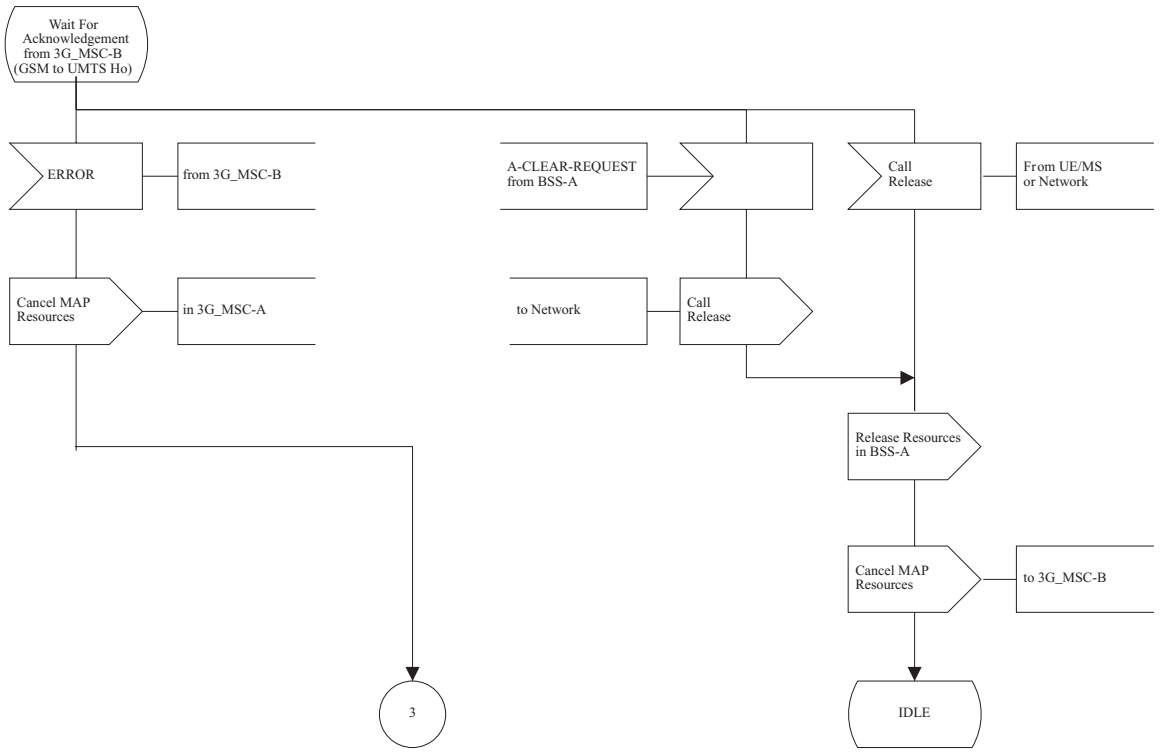 Wait For
Acknowledgement
from 3G_MSC-B
(GSM to UMTS Ho)
ERROR
from 3G_MSC-B
A-CLEAR-REQUEST
from BSS-A
Call
Release
From UE/MS
or Network
Cancel MAP
Resources
in 3G_MSC-A
to Network
Call
Release
Release Resources
in BSS-A
Cancel MAP
Resources
to 3G_MSC-B
3
IDLE